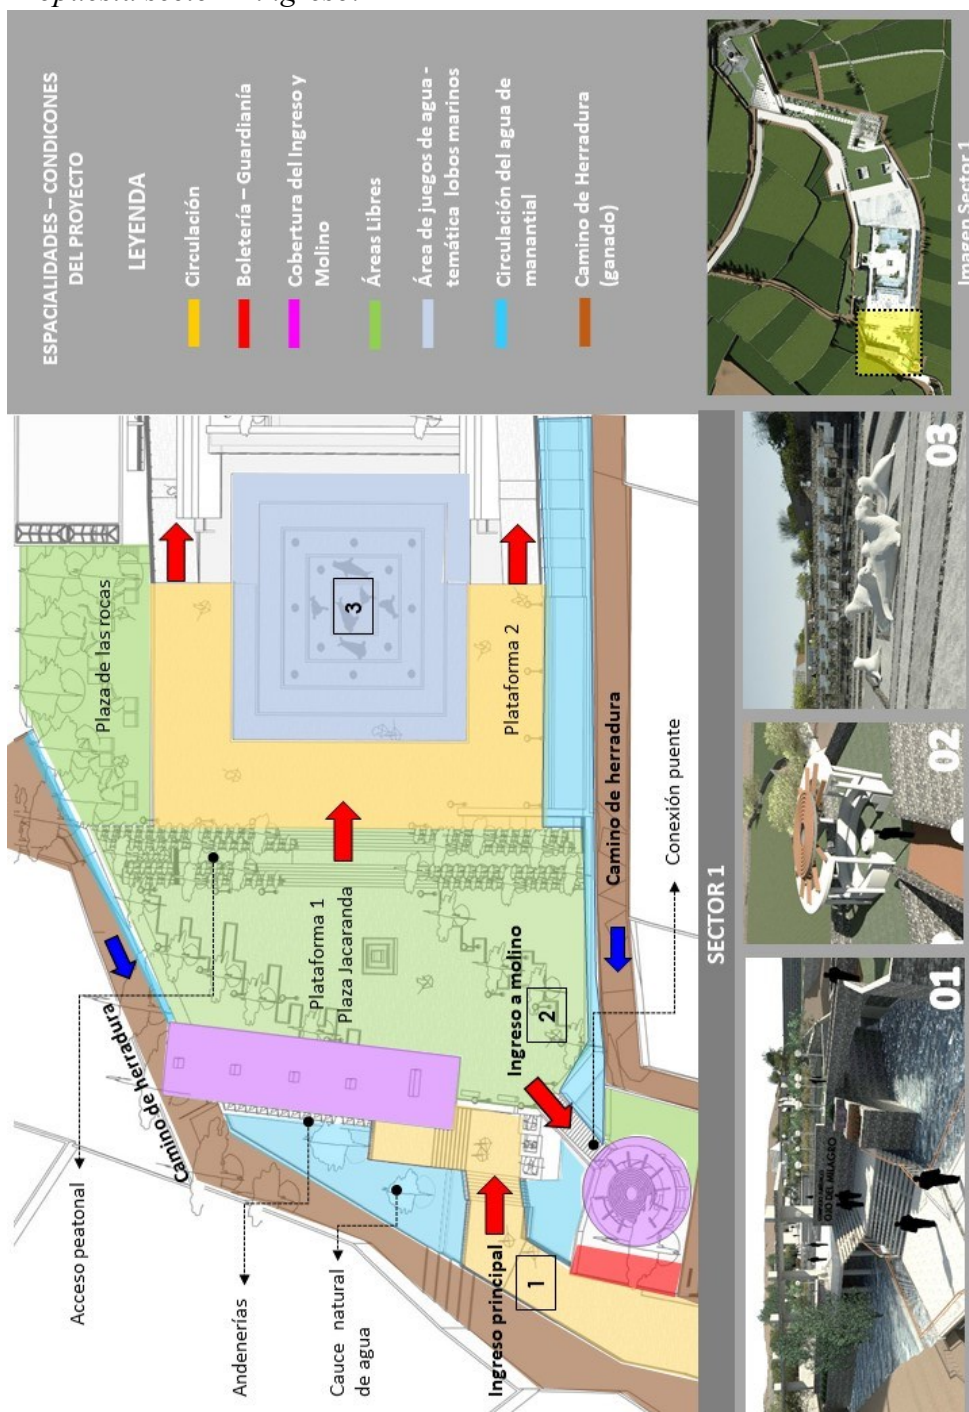 ESPACIALIDADES – CONDICONES
DEL PROYECTO
LEYENDA
Circulación
Boletería – Guardianía
Cobertura del Ingreso y
Molino
Áreas Libres
Área de juegos de agua -
temática lobos marinos
Circulación del agua de
manantial
Camino de Herradura
(ganado)
Imagen Sector 1
Acceso peatonal
Andenerías
Cauce natural
de agua
Ingreso principal
1
Camino de herradura
Plataforma 1
Plaza Jacaranda
Ingreso a molino
2
Plaza de las rocas
3
Plataforma 2
Camino de herradura
Conexión puente
SECTOR 1
OJO DEL MILAGRO
01
02
03